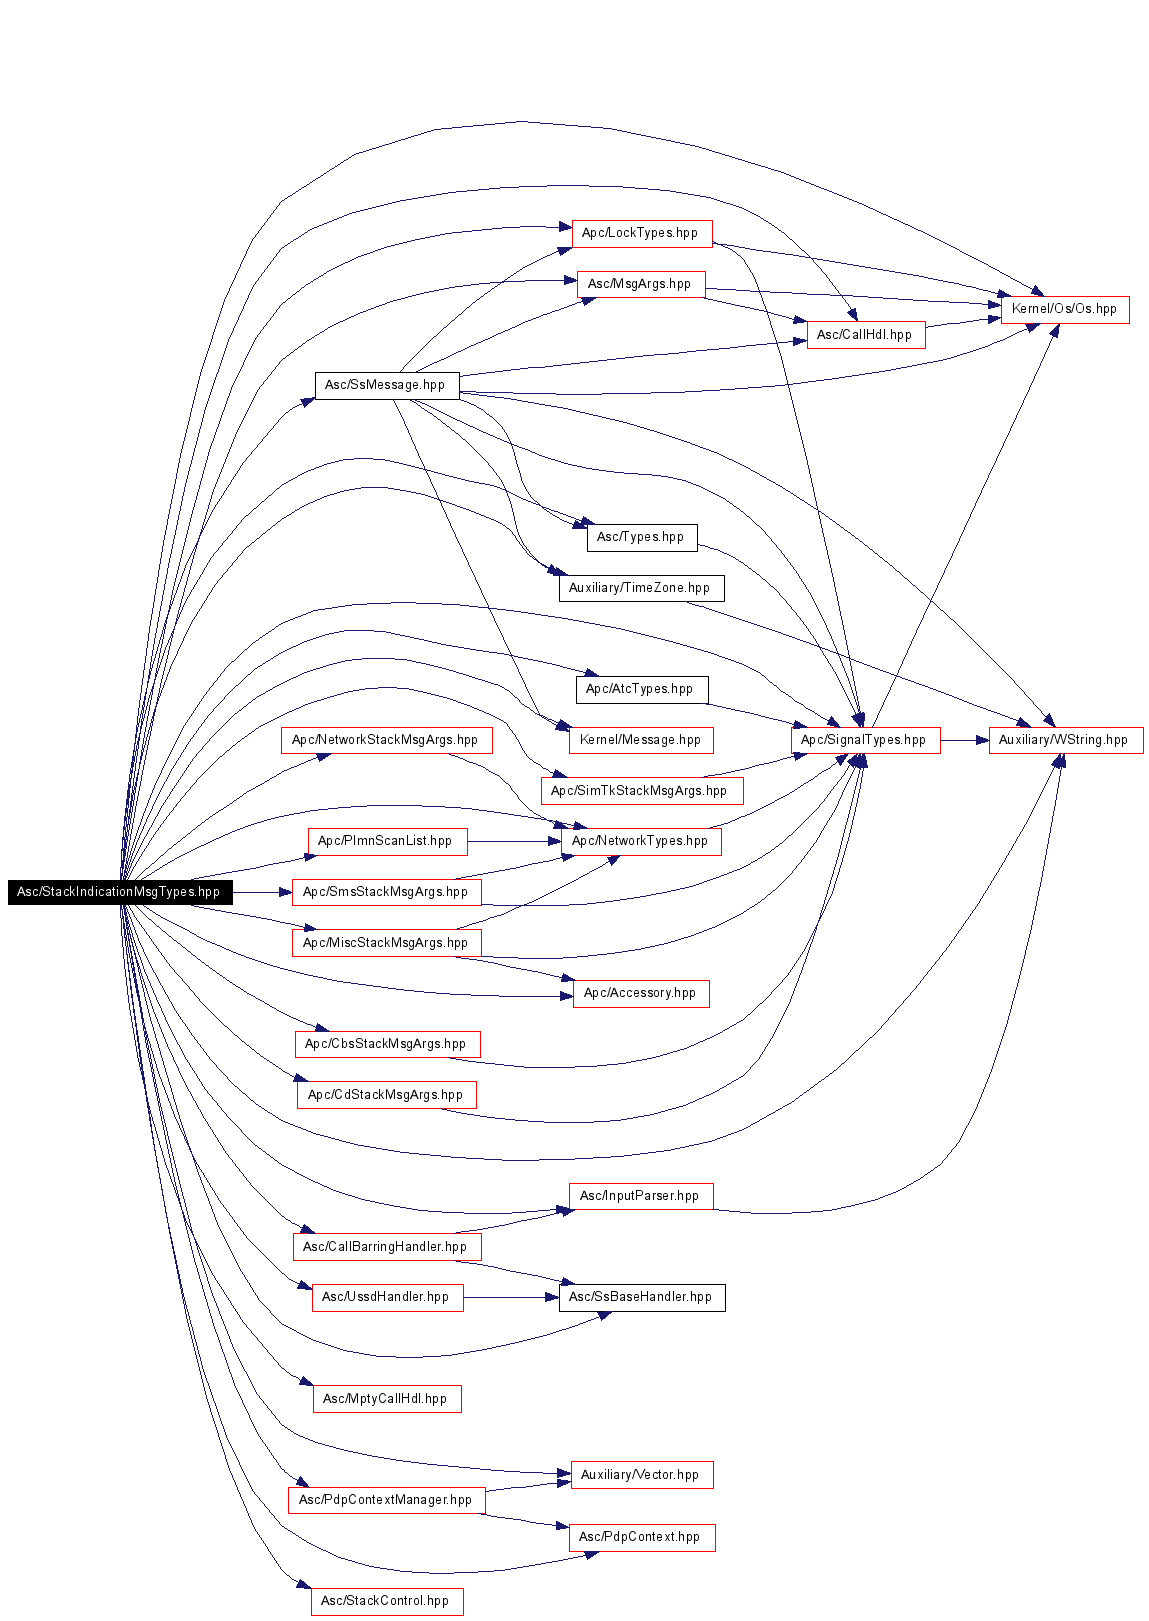 Apc/LockTypes.hpp
Asc/MsgArgs.hpp
Kernel/Os/Os.hpp
Asc/CallHdl.hpp
Asc/SsMessage.hpp
Asc/Types.hpp
Auxiliary/TimeZone.hpp
Apc/AtcTypes.hpp
Apc/NetworkStackMsgArgs.hpp
Kernel/Message.hpp
Apc/SignalTypes.hpp
Auxiliary/WString.hpp
Apc/SimTkStackMsgArgs.hpp
Apc/PlmnScanList.hpp
Apc/NetworkTypes.hpp
Asc/StackIndicationMsgTypes.hpp
Apc/SmsStackMsgArgs.hpp
Apc/MiscStackMsgArgs.hpp
Apc/Accessory.hpp
Apc/CbsStackMsgArgs.hpp
Apc/CdStackMsgArgs.hpp
Asc/InputParser.hpp
Asc/CallBarringHandler.hpp
Asc/UssdHandler.hpp
Asc/SsBaseHandler.hpp
Asc/MptyCallHdl.hpp
Auxiliary/Vector.hpp
Asc/PdpContextManager.hpp
Asc/PdpContext.hpp
Asc/StackControl.hpp